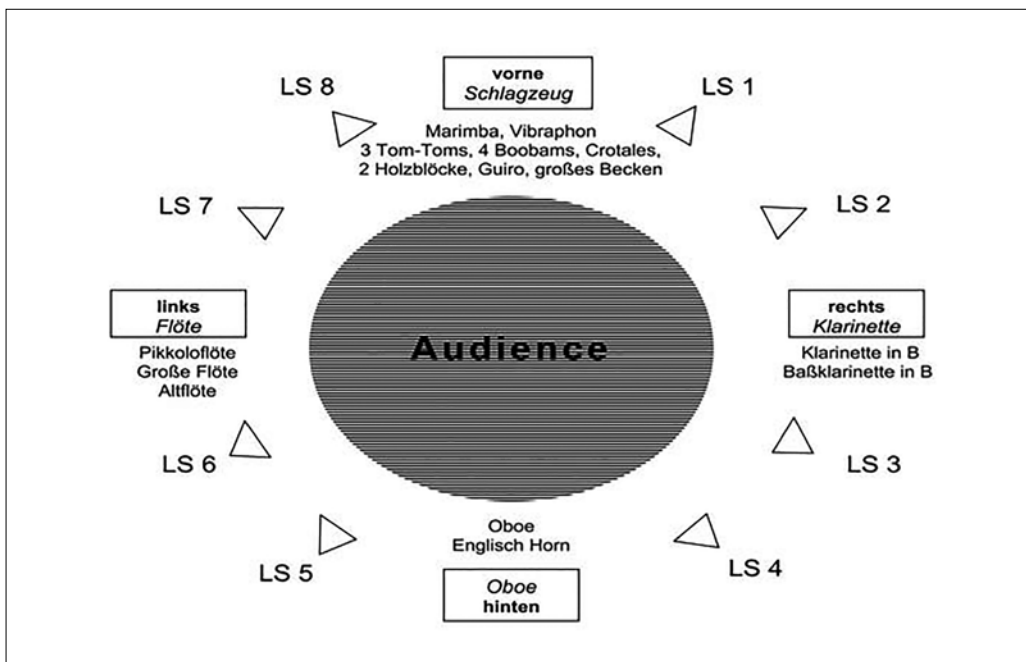 LS 8
vorne
Schlagzeug
LS 1
Marimba, Vibraphon
3 Tom-Toms, 4 Boobams, Crotales,
2 Holzblöcke, Guiro, großes Becken
LS 7
LS 2
links
Flöte
Pikkoloflöte
Große Flöte
Altflöte
Audience
rechts
Klarinette
Klarinette in B
Baßklarinette in B
LS 6
LS 3
Oboe
Englisch Horn
LS 5
LS 4
Oboe
hinten